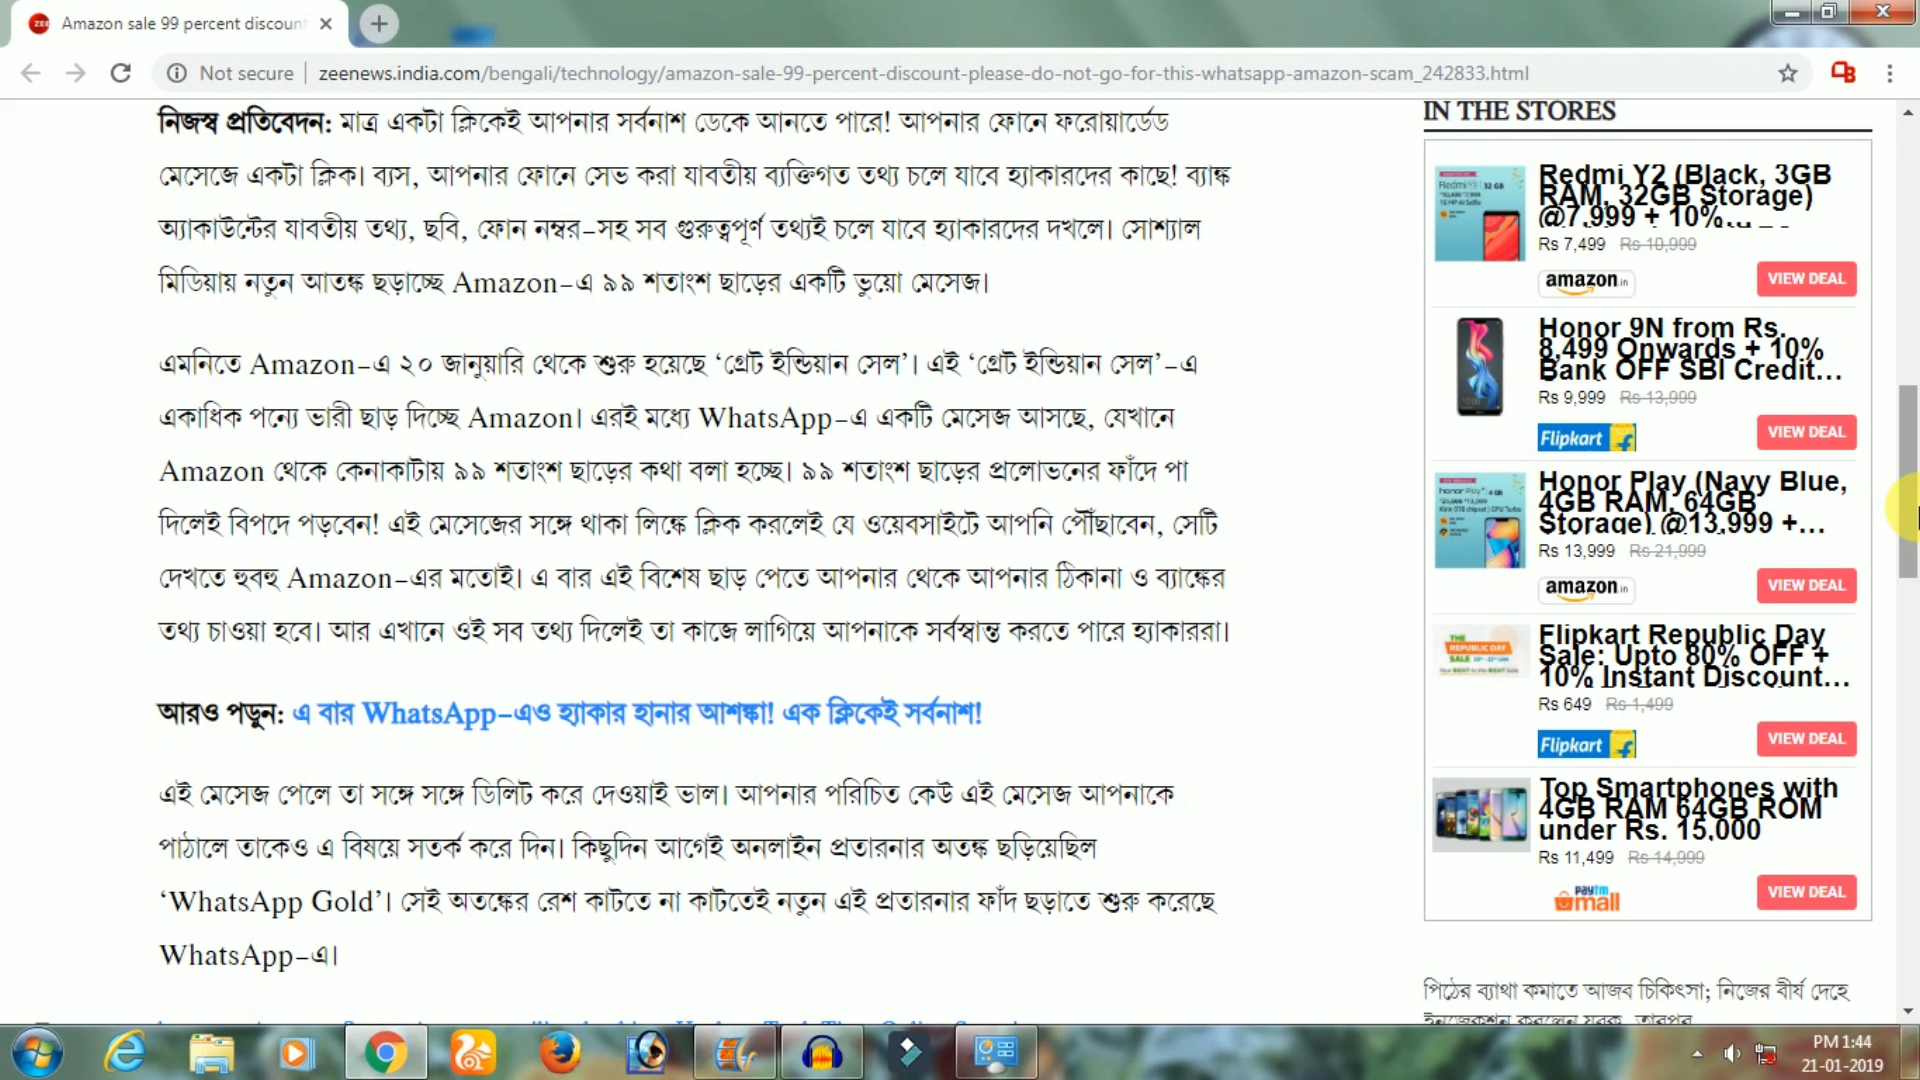 Amazon sale 99 percent discoun
Not secure
zeenews.india.com/bengali/technology/amazon-sale-99-percent-discount-please-do-not-go-for-this-whatsapp-amazon-scam_242833.html
নিজস্ব প্রতিবেদন: মাত্র একটা ক্লিকেই আপনার সর্বনাশ ডেকে আনতে পারে! আপনার ফোনে ফরোয়ার্ডেড
মেসেজে একটা ক্লিক। ব্যস, আপনার ফোনে সেভ করা যাবতীয় ব্যক্তিগত তথ্য চলে যাবে হ্যাকারদের কাছে! ব্যাঙ্ক
অ্যাকাউন্টের যাবতীয় তথ্য, ছবি, ফোন নম্বর-সহ সব গুরুত্বপূর্ণ তথ্যই চলে যাবে হ্যাকারদের দখলে। সোশ্যাল
মিডিয়ায় নতুন আতঙ্ক ছড়াচ্ছে Amazon-এ ৯৯ শতাংশ ছাড়ের একটি ভুয়ো মেসেজ।
এমনিতে Amazon-এ ২০ জানুয়ারি থেকে শুরু হয়েছে ‘গ্রেট ইন্ডিয়ান সেল’। এই ‘গ্রেট ইন্ডিয়ান সেল’-এ
একাধিক পন্যে ভারী ছাড় দিচ্ছে Amazon। এরই মধ্যে WhatsApp-এ একটি মেসেজ আসছে, যেখানে
Amazon থেকে কেনাকাটায় ৯৯ শতাংশ ছাড়ের কথা বলা হচ্ছে। ৯৯ শতাংশ ছাড়ের প্রলোভনের ফাঁদে পা
দিলেই বিপদে পড়বেন! এই মেসেজের সঙ্গে থাকা লিঙ্কে ক্লিক করলেই যে ওয়েবসাইটে আপনি পৌঁছাবেন, সেটি
দেখতে হুবহু Amazon-এর মতোই। এ বার এই বিশেষ ছাড় পেতে আপনার থেকে আপনার ঠিকানা ও ব্যাঙ্কের
তথ্য চাওয়া হবে। আর এখানে ওই সব তথ্য দিলেই তা কাজে লাগিয়ে আপনাকে সর্বস্বান্ত করতে পারে হ্যাকাররা।
আরও পড়ুন: এ বার WhatsApp-এও হ্যাকার হানার আশঙ্কা! এক ক্লিকেই সর্বনাশ!
এই মেসেজ পেলে তা সঙ্গে সঙ্গে ডিলিট করে দেওয়াই ভাল। আপনার পরিচিত কেউ এই মেসেজ আপনাকে
পাঠালে তাকেও এ বিষয়ে সতর্ক করে দিন। কিছুদিন আগেই অনলাইন প্রতারনার অতঙ্ক ছড়িয়েছিল
‘WhatsApp Gold’। সেই অতঙ্কের রেশ কাটতে না কাটতেই নতুন এই প্রতারনার ফাঁদ ছড়াতে শুরু করেছে
WhatsApp-এ।
IN THE STORES
Redmi Y2 (Black, 3GB
RAM, 32GB Storage)
@7,999 + 10%...
Rs 7,499 Rs 10,999
amazon.in
VIEW DEAL
Honor 9N from Rs.
8,499 Onwards + 10%
Bank OFF SBI Credit...
Rs 9,999 Rs 13,999
Flipkart
VIEW DEAL
Honor Play (Navy Blue,
4GB RAM, 64GB
Storage) @13,999 +...
Rs 13,999 Rs 21,999
amazon.in
VIEW DEAL
Flipkart Republic Day
Sale: Upto 80% OFF +
10% Instant Discount...
Rs 649 Rs 1,499
Flipkart
VIEW DEAL
Top Smartphones with
4GB RAM 64GB ROM
under Rs. 15,000
Rs 11,499 Rs 14,999
paytm
mall
VIEW DEAL
পিঠের ব্যাথা কমাতে আজব চিকিৎসা; নিজের বীর্য দেহে
PM 1:44
21-01-2019